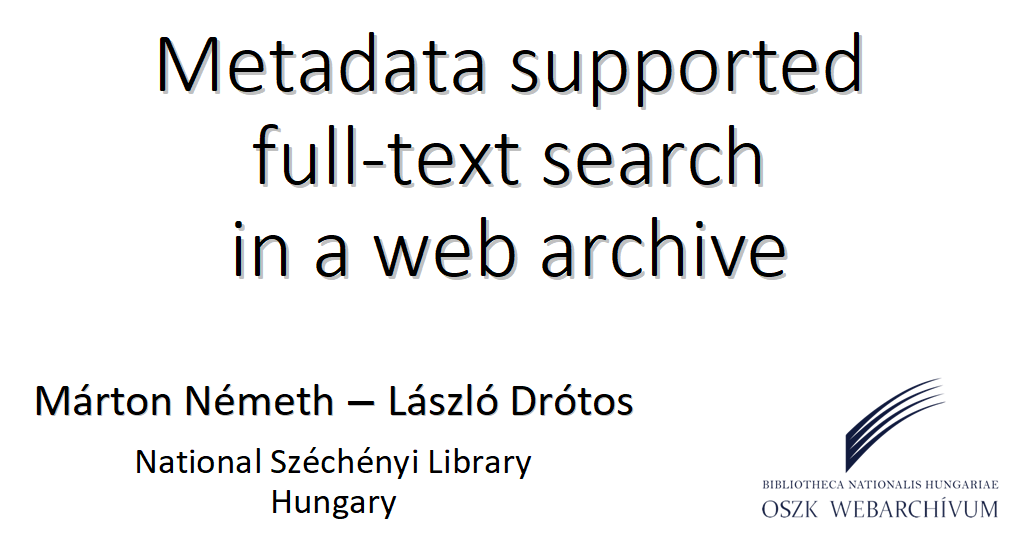 Metadata supported
full-text search
in a web archive
Márton Németh – László Drótos
National Széchényi Library
Hungary
BIBLIOTHECA NATIONALIS HUNGARIAE
OSZK WEBARCHÍVUM